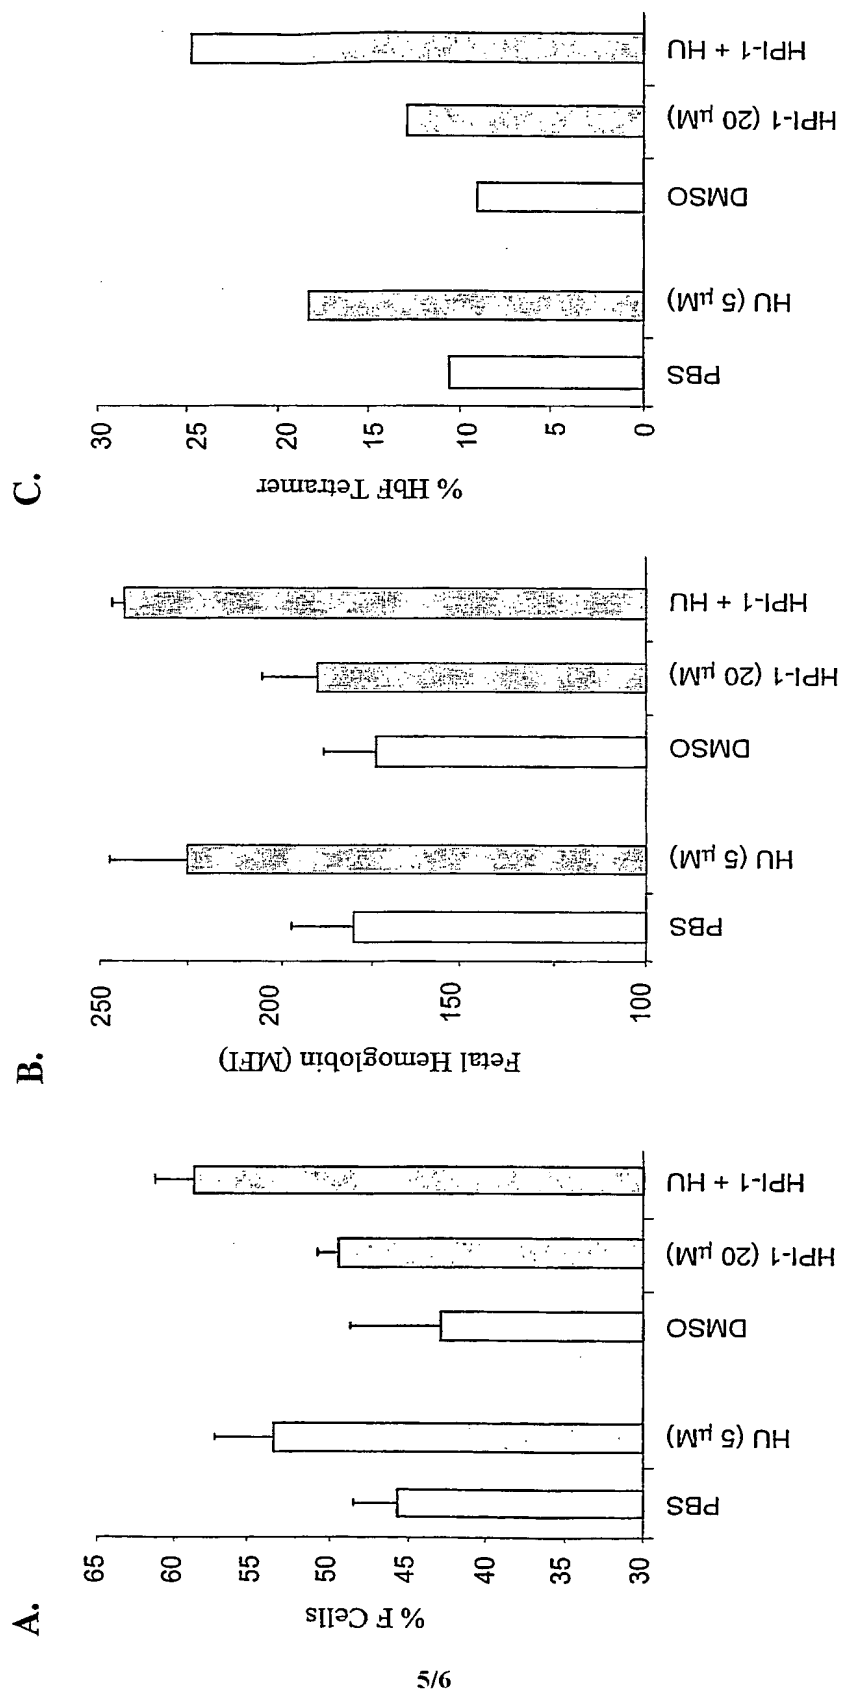 A.
% F Cells
65
60
55
50
45
40
35
30
PBS
HU (5 µM)
DMSO
HPI-1 (20 µM)
HPI-1 + HU
B.
Fetal Hemoglobin (MFI)
250
200
150
100
PBS
HU (5 µM)
DMSO
HPI-1 (20 µM)
HPI-1 + HU
C.
% HbF Tetramer
30
25
20
15
10
5
0
PBS
HU (5 µM)
DMSO
HPI-1 (20 µM)
HPI-1 + HU
5/6